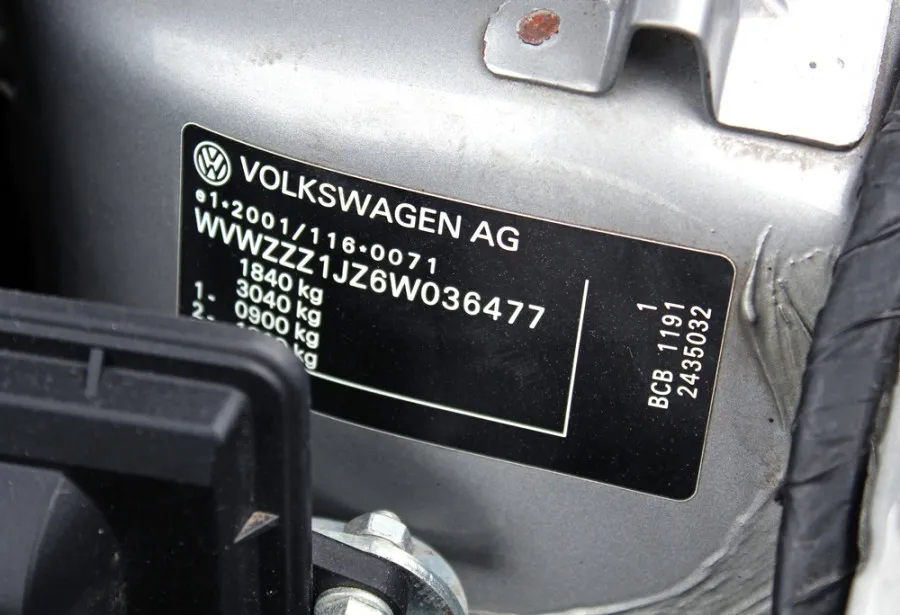 VOLKSWAGEN AG
e1*2001/116*0071
WVWZZZ1JZ6W036477
1840 kg
1- 3040 kg
2- 0900 kg
kg
1
BCB 1191
2435032